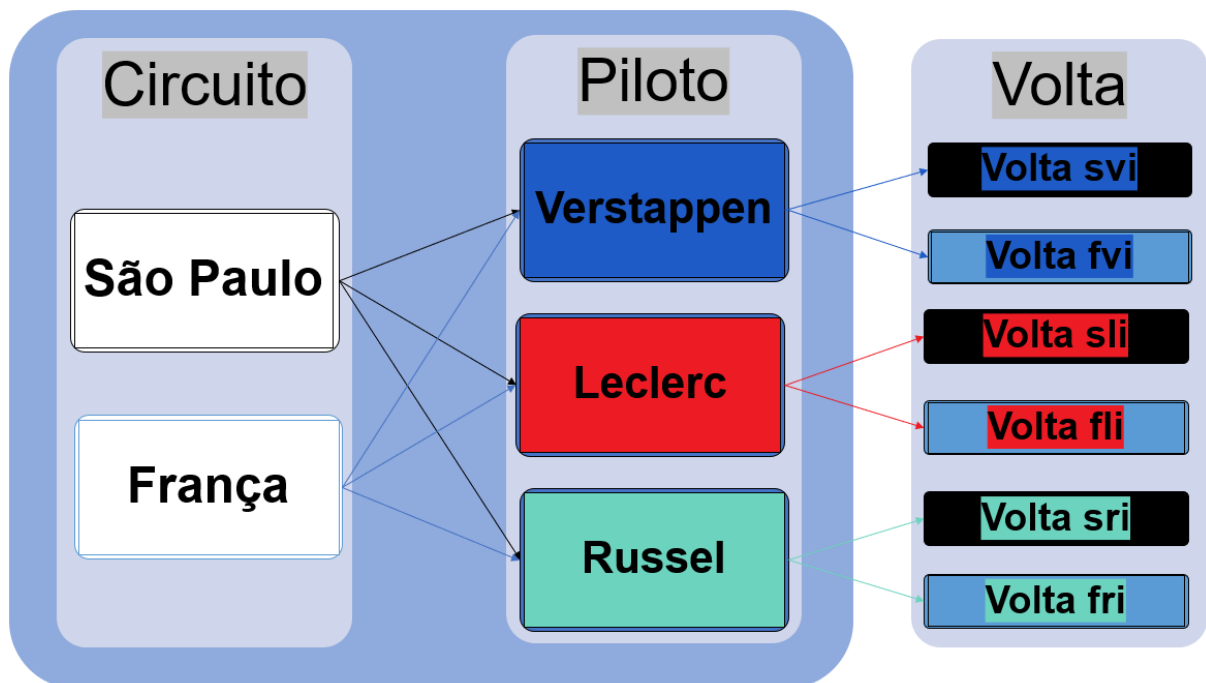 Circuito
São Paulo
França
Piloto
Verstappen
Leclerc
Russel
Volta
Volta svi
Volta fvi
Volta sli
Volta fli
Volta sri
Volta fri